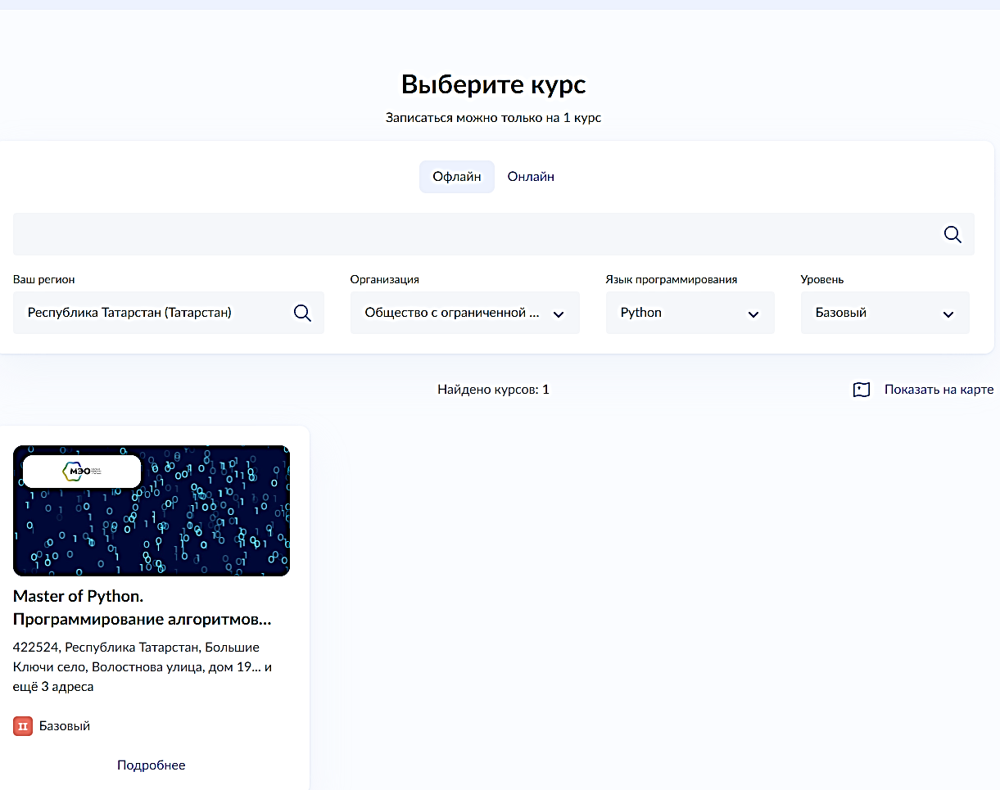 Выберите курс
Записаться можно только на 1 курс
Офлайн Онлайн
Ваш регион Организация Язык программирования Уровень
Республика Татарстан (Татарстан) Общество с ограниченной ... Python Базовый
Найдено курсов: 1 Показать на карте
МЭО
Master of Python.
Программирование алгоритмов...
422524, Республика Татарстан, Большие
Ключи село, Волостнова улица, дом 19... и
ещё 3 адреса
Базовый
Подробнее